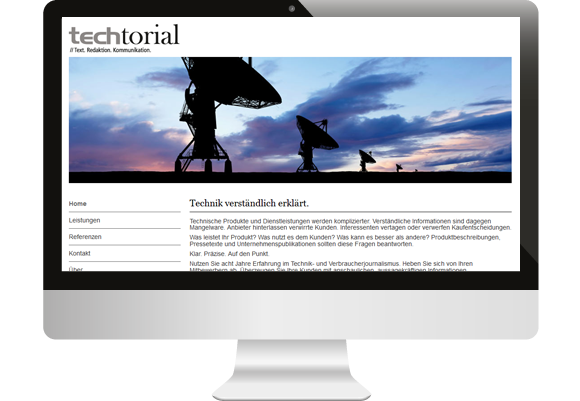 techtorial
// Text. Redaktion. Kommunikation.
Home
Leistungen
Referenzen
Kontakt
Über
Technik verständlich erklärt.
Technische Produkte und Dienstleistungen werden komplizierter. Verständliche Informationen sind dagegen
Mangelware. Anbieter hinterlassen verwirrte Kunden, Interessenten vertagen oder verwerfen Kaufentscheidungen.
Was leistet ihr Produkt? Was nutzt es dem Kunden? Was kann es besser als andere? Produktbeschreibungen,
Pressetexte und Unternehmenspublikationen sollten diese Fragen beantworten.
Klar. Präzise. Auf den Punkt.
Nutzen Sie acht Jahre Erfahrung im Technik- und Verbraucherjournalismus. Heben Sie sich von Ihren
Mitbewerbern ab. Überzeugen Sie Ihre Kunden mit anschaulichen, aussagekräftigen Informationen.